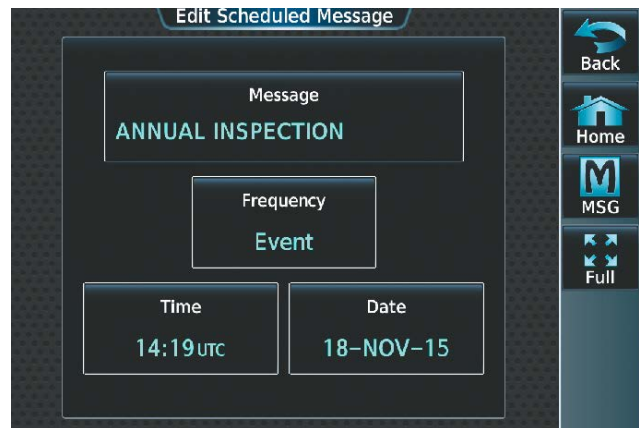 Edit Scheduled Message
Back
Message
ANNUAL INSPECTION
Home
Frequency
Event
M
MSG
Full
Time
14:19UTC
Date
18-NOV-15